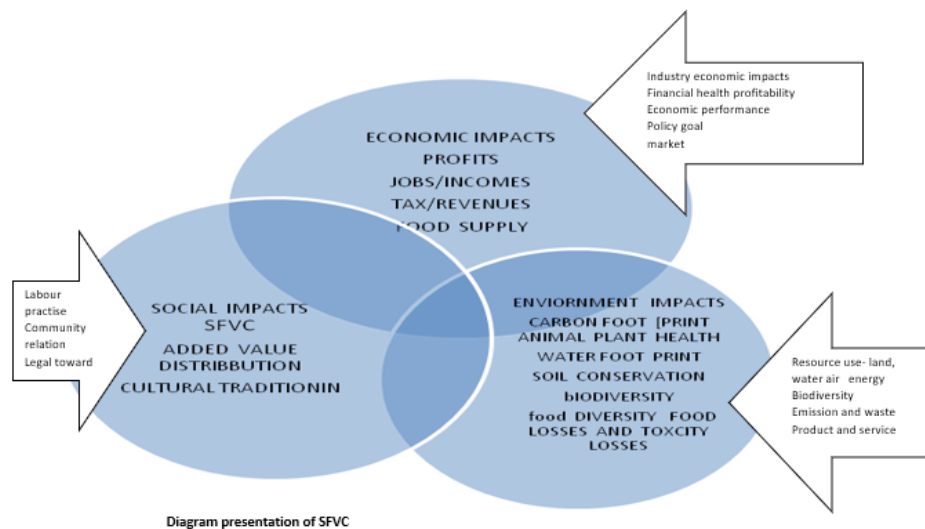 Industry economic impacts
Financial health profitability
Economic performance
Policy goal
market
ECONOMIC IMPACTS
PROFITS
JOBS/INCOMES
TAX/REVENUES
FOOD SUPPLY
Labour
practise
Community
relation
Legal toward
SOCIAL IMPACTS
SFVC
ADDED VALUE
DISTRIBBUTION
CULTURAL TRADITIONIN
ENVIORNMENT IMPACTS
CARBON FOOT [PRINT
ANIMAL PLANT HEALTH
WATER FOOT PRINT
SOIL CONSERVATION
bIODIVERSITY
food DIVERSITY FOOD
LOSSES AND TOXCITY
LOSSES
Resource use- land,
water air energy
Biodiversity
Emission and waste
Product and service
Diagram presentation of SFVC